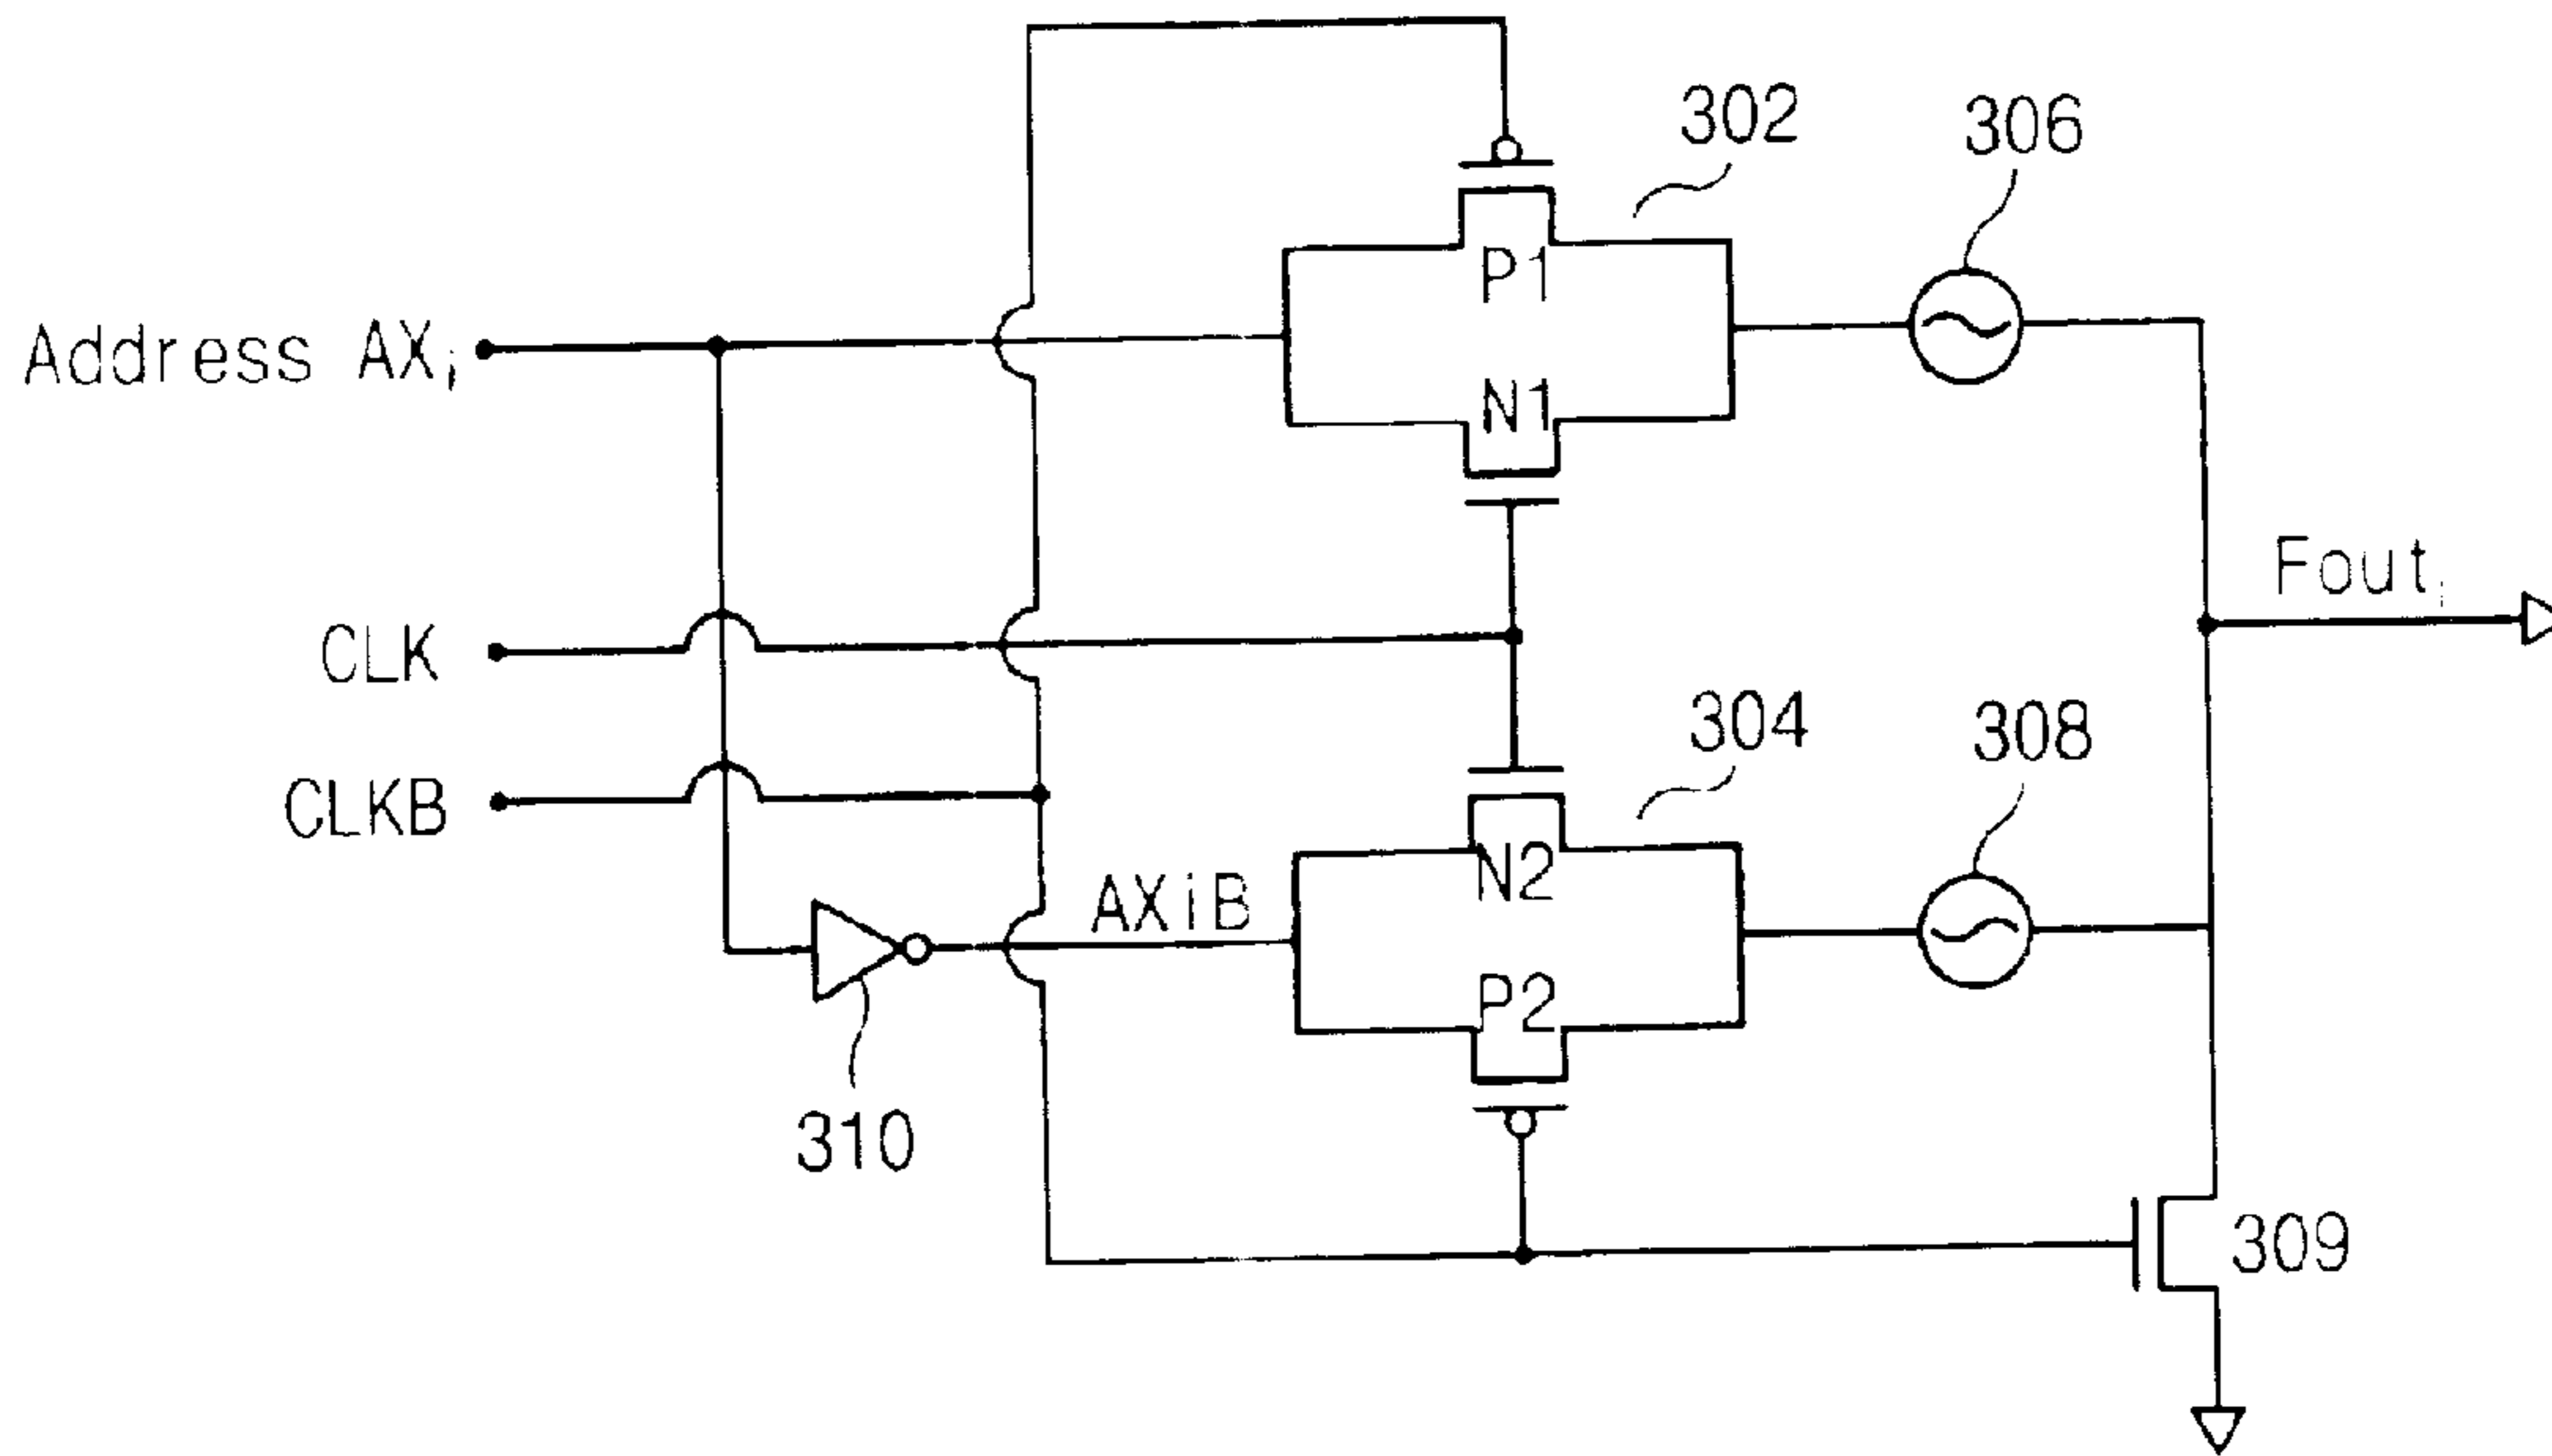 302
306
P1
Address AXi
N1
Fouti
CLK
304
308
CLKB
N2
AXiB
P2
310
309